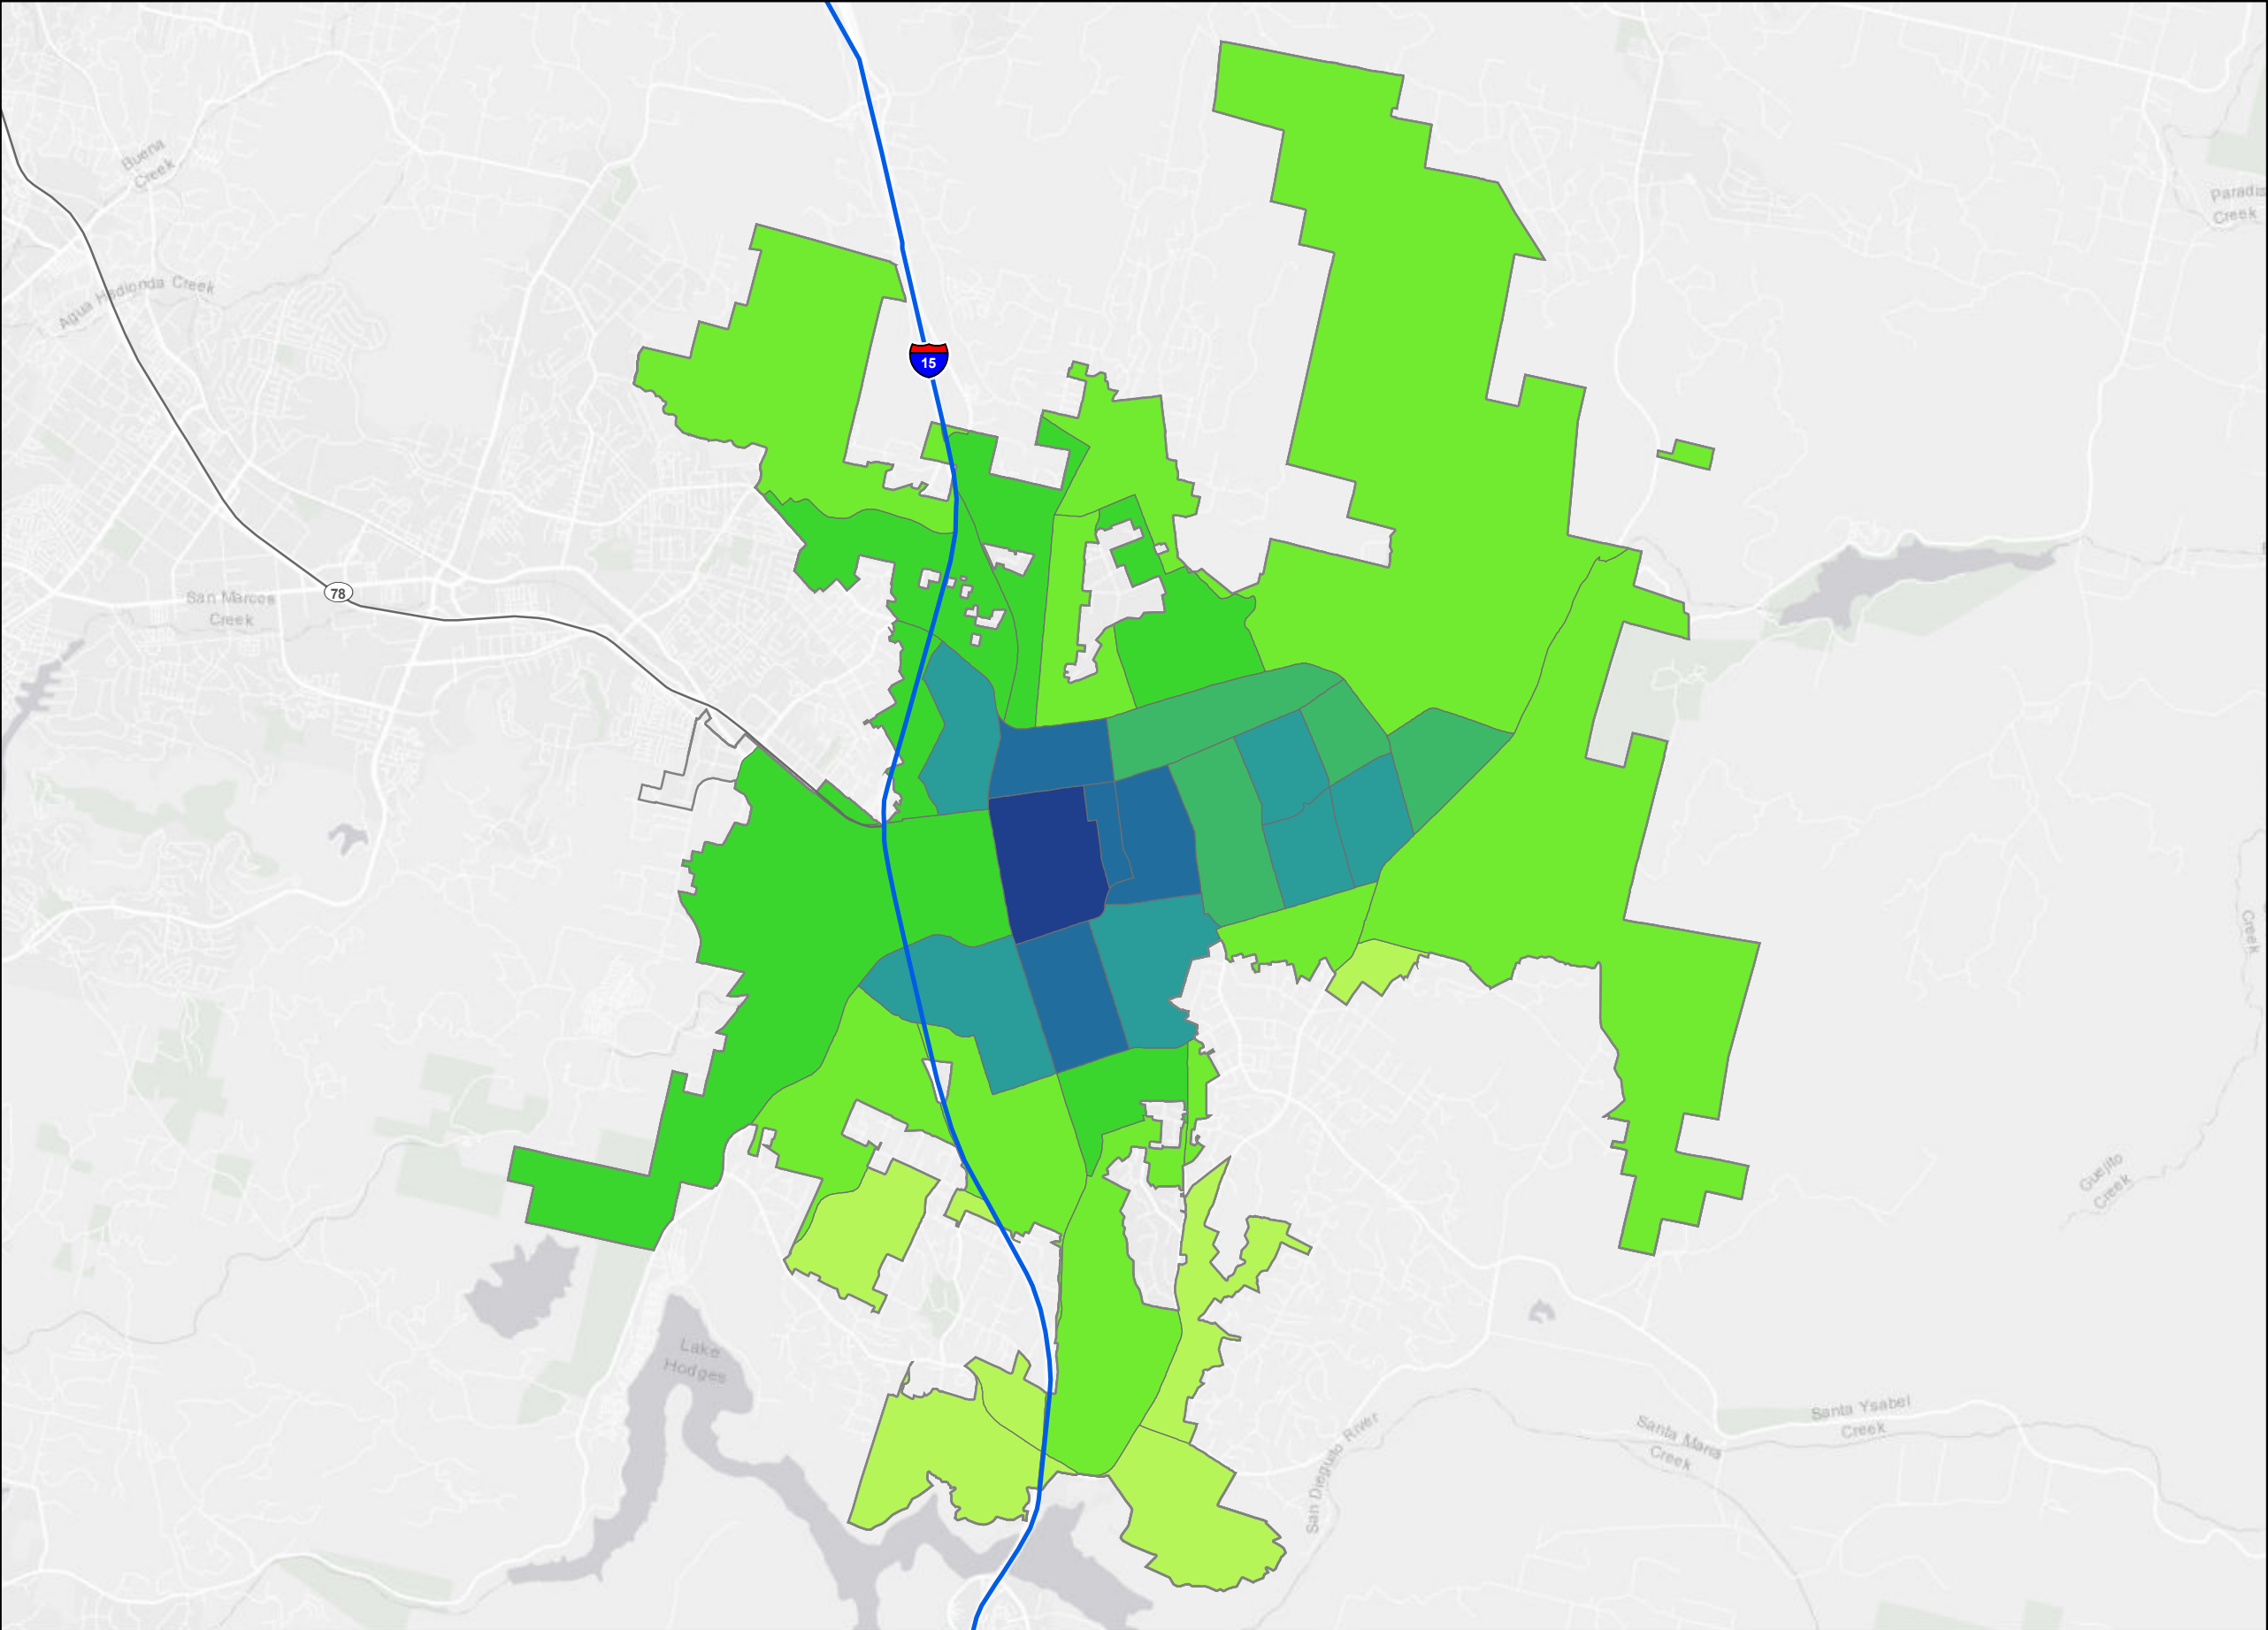 Buena
Creek
Paradis
Creek
Agua Hedionda Creek
15
San Marcos
Creek
78
Creek
Guejito
Creek
Lake
Hodges
San Dieguito River
Santa Maria
Creek
Santa Ysabel
Creek